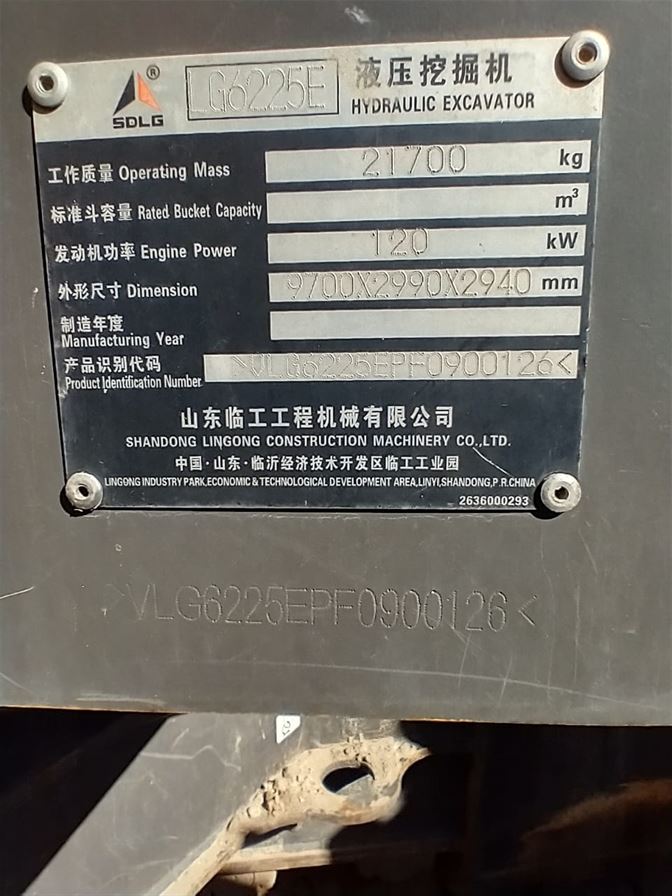 SDLG ® LG6225E 液压挖掘机
HYDRAULIC EXCAVATOR
工作质量 Operating Mass 21700 kg
标准斗容量 Rated Bucket Capacity m³
发动机功率 Engine Power 120 kW
外形尺寸 Dimension 9700X2990X2940 mm
制造年度
Manufacturing Year
产品识别代码
Product Identification Number >VLG6225EPF0900126<
山东临工工程机械有限公司
SHANDONG LINGONG CONSTRUCTION MACHINERY CO.,LTD.
中国·山东·临沂经济技术开发区临工工业园
LINGONG INDUSTRY PARK,ECONOMIC & TECHNOLOGICAL DEVELOPMENT AREA,LINYI,SHANDONG,P.R.CHINA
2636000293
>VLG6225EPF0900126<